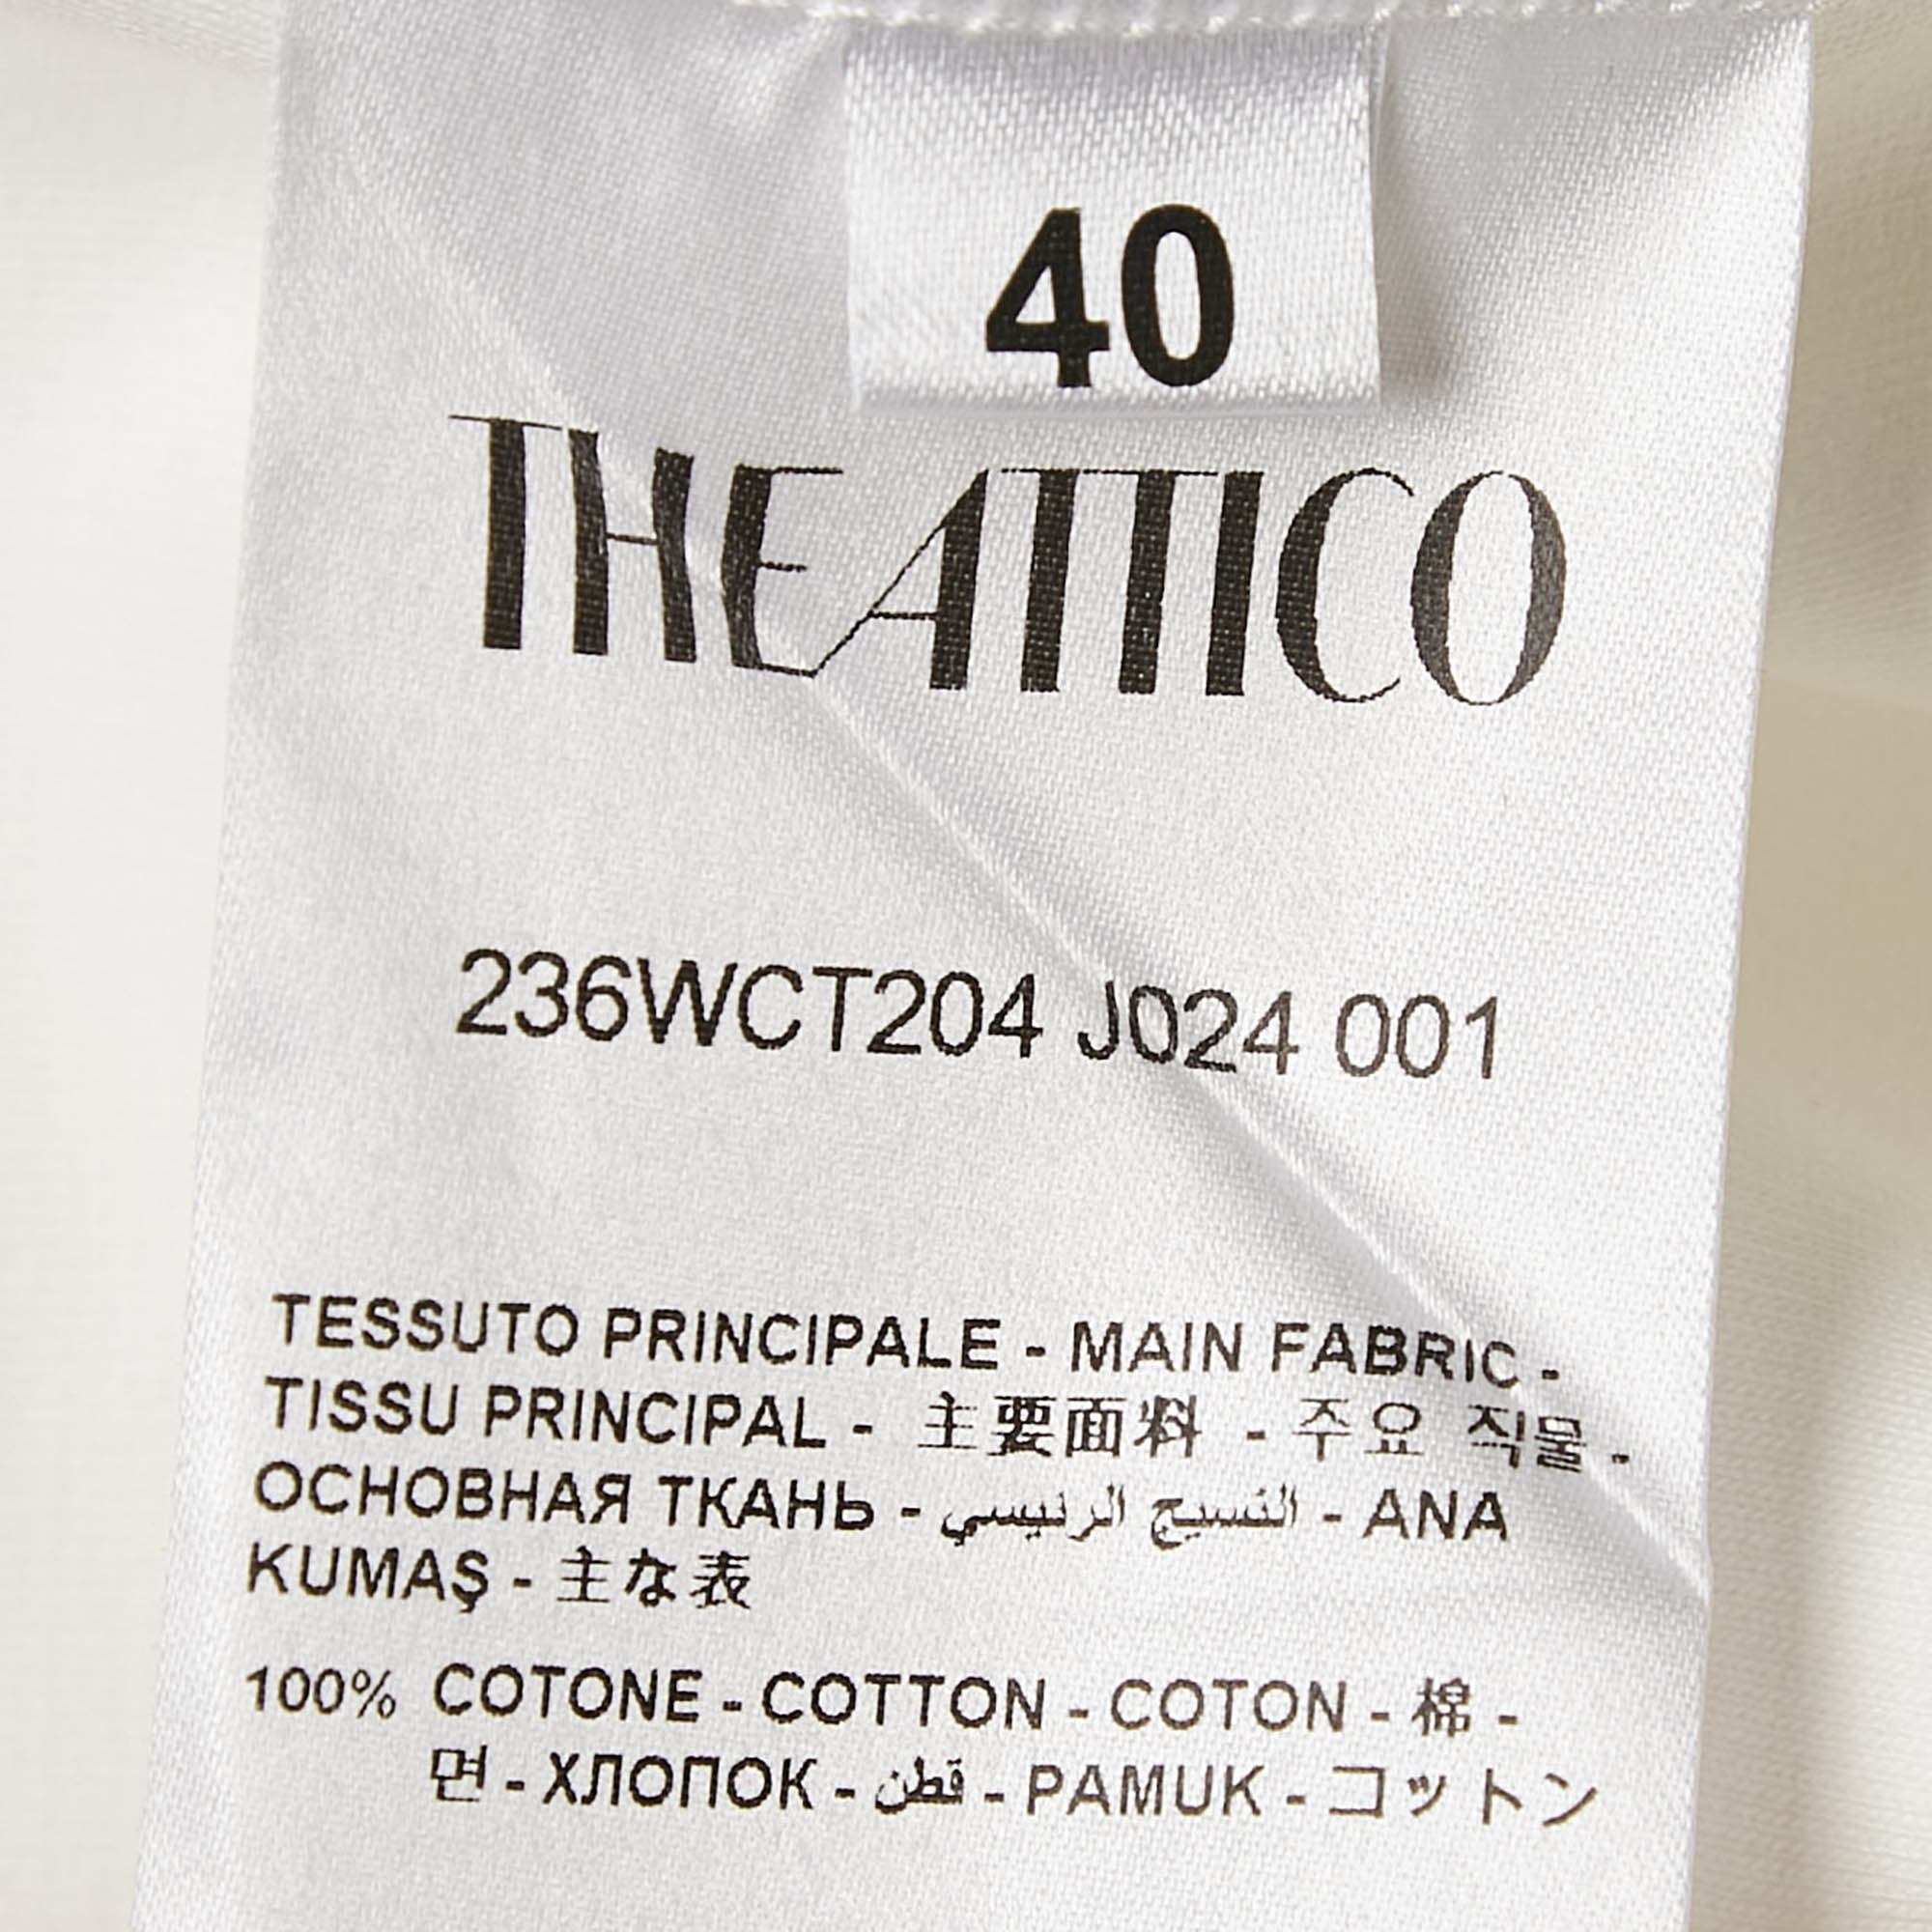 40
THE ATTICO
236WCT204 J024 001
TESSUTO PRINCIPALE - MAIN FABRIC -
TISSU PRINCIPAL - 主要面料 - 주요 직물 -
ОСНОВНАЯ ТКАНЬ - النسيج الرئيسي - ANA
KUMAŞ - 主な表
100% COTONE - COTTON - COTON - 棉 -
면 - ХЛОПОК - قطن - PAMUK - コットン